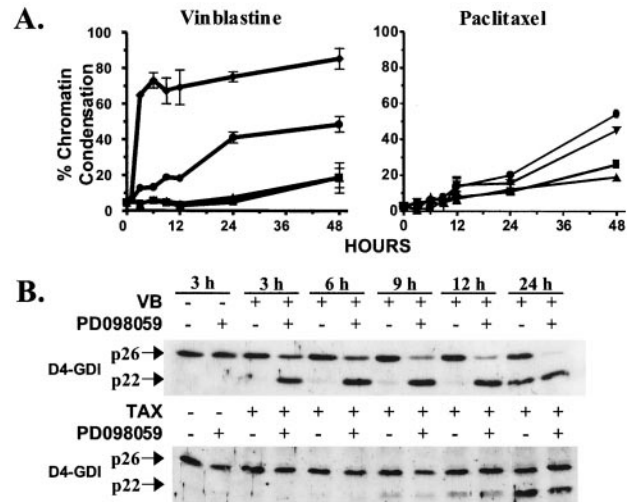 A.
Vinblastine Paclitaxel
% Chromatin
Condensation
100 100
80 80
60 60
40 40
20 20
0 0
0 12 24 36 48 0 12 24 36 48
HOURS
B.
3 h 3 h 6 h 9 h 12 h 24 h
VB - - + + + + + + + + + +
PD098059 - + - + - + - + - + - +
p26
D4-GDI
p22
TAX - - + + + + + + + + + +
PD098059 - + - + - + - + - + - +
p26
D4-GDI
p22